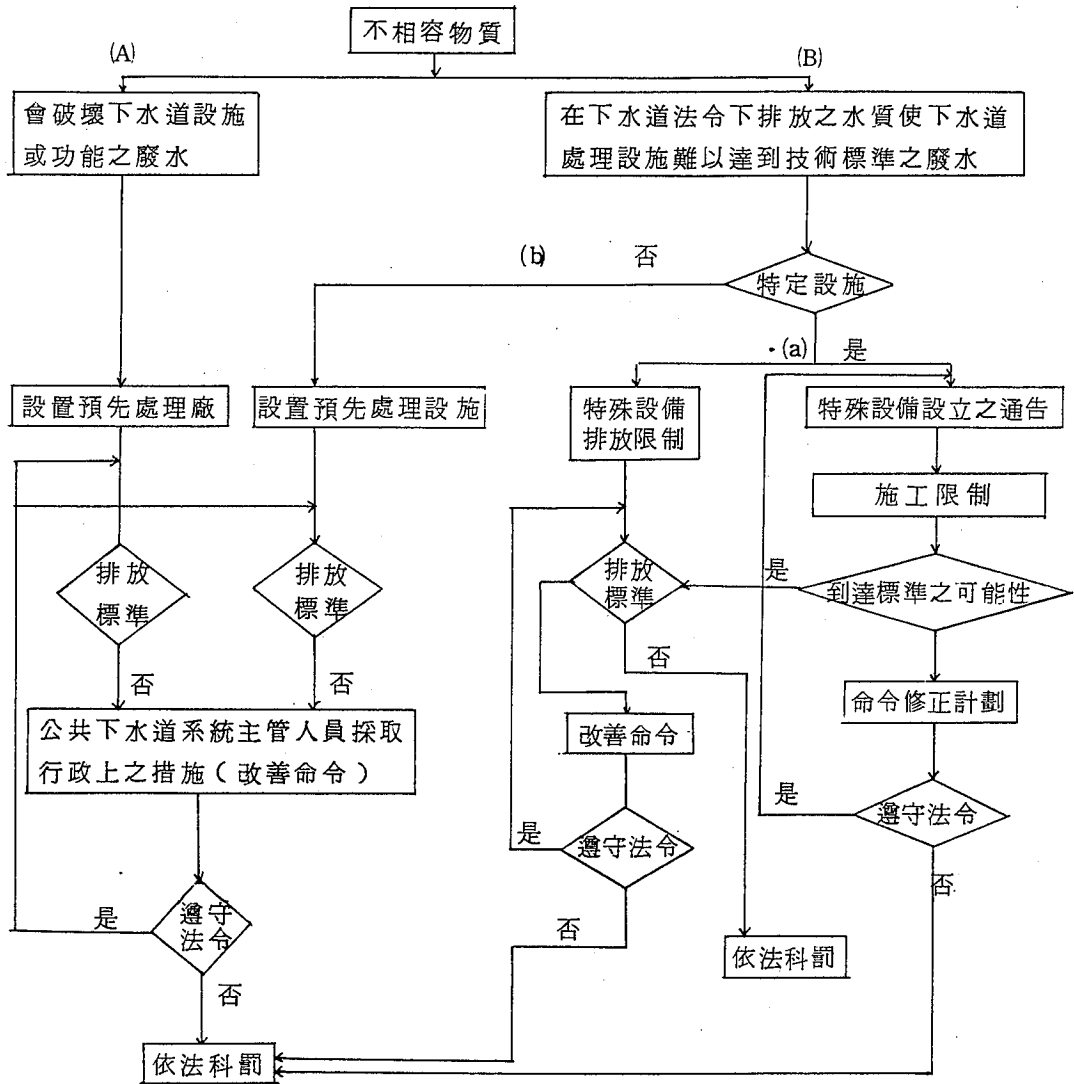 不相容物質
(A)
(B)
會破壞下水道設施
或功能之廢水
在下水道法令下排放之水質使下水道
處理設施難以達到技術標準之廢水
(b)
否
特定設施
(a)
是
設置預先處理廠
設置預先處理設施
特殊設備
排放限制
特殊設備設立之通告
施工限制
排放
標準
排放
標準
排放
標準
是
到達標準之可能性
否
否
否
命令修正計劃
公共下水道系統主管人員採取
行政上之措施(改善命令)
改善命令
是
遵守法令
是
遵守法令
否
是
遵守
法令
否
依法科罰
否
依法科罰